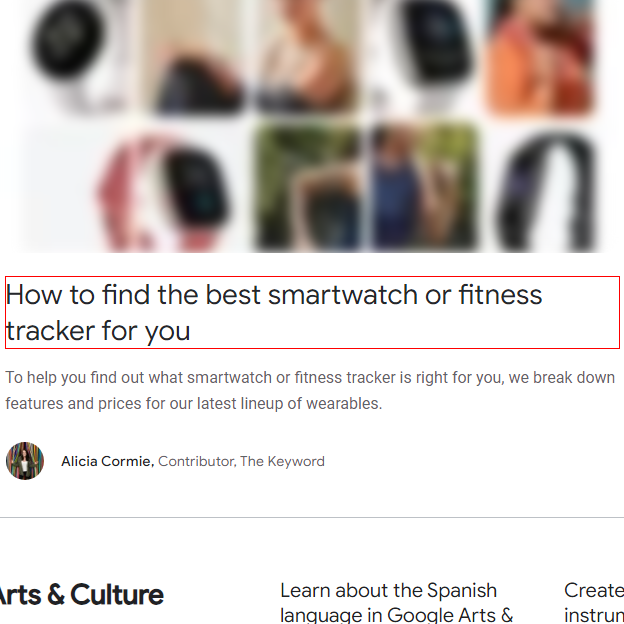 How to find the best smartwatch or fitness
tracker for you
To help you find out what smartwatch or fitness tracker is right for you, we break down
features and prices for our latest lineup of wearables.
Alicia Cormie, Contributor, The Keyword
Arts & Culture
Learn about the Spanish
language in Google Arts &
Create